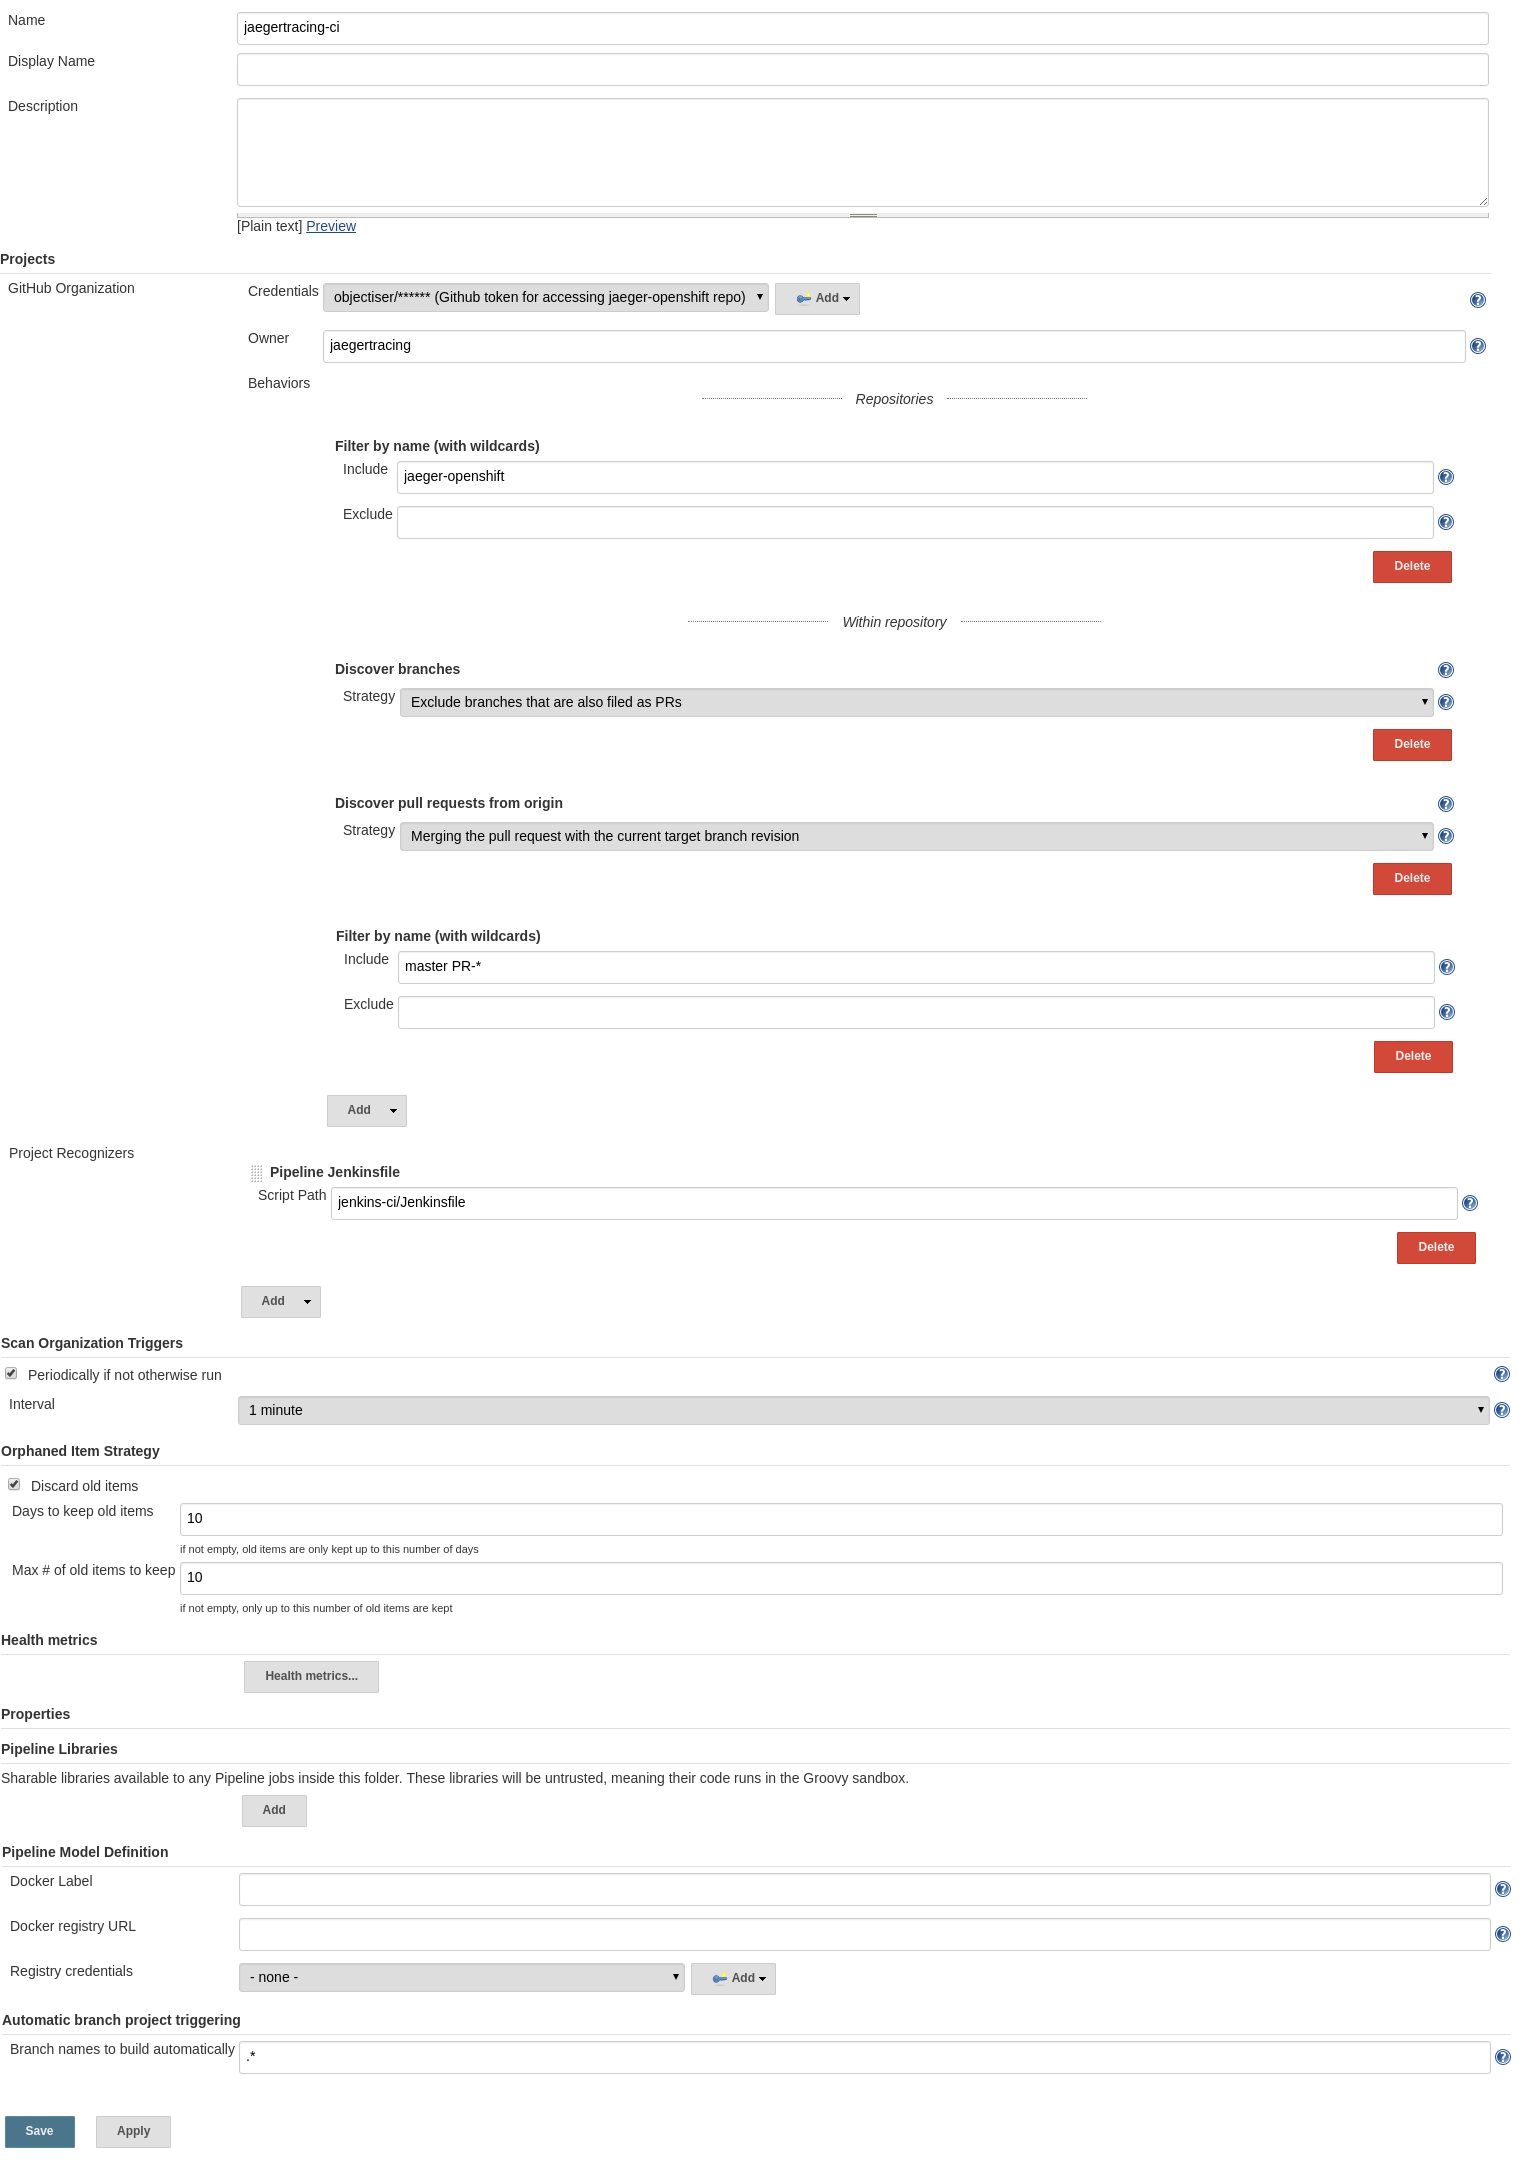 Name
jaegertracing-ci
Display Name
Description
[Plain text] Preview
Projects
GitHub Organization
Credentials objectiser/****** (Github token for accessing jaeger-openshift repo) Add
Owner jaegertracing
Behaviors
Repositories
Filter by name (with wildcards)
Include jaeger-openshift
Exclude
Delete
Within repository
Discover branches
Strategy Exclude branches that are also filed as PRs
Delete
Discover pull requests from origin
Strategy Merging the pull request with the current target branch revision
Delete
Filter by name (with wildcards)
Include master PR-*
Exclude
Delete
Add
Project Recognizers
Pipeline Jenkinsfile
Script Path jenkins-ci/Jenkinsfile
Delete
Add
Scan Organization Triggers
Periodically if not otherwise run
Interval 1 minute
Orphaned Item Strategy
Discard old items
Days to keep old items 10
if not empty, old items are only kept up to this number of days
Max # of old items to keep 10
if not empty, only up to this number of old items are kept
Health metrics
Health metrics...
Properties
Pipeline Libraries
Sharable libraries available to any Pipeline jobs inside this folder. These libraries will be untrusted, meaning their code runs in the Groovy sandbox.
Add
Pipeline Model Definition
Docker Label
Docker registry URL
Registry credentials - none - Add
Automatic branch project triggering
Branch names to build automatically .*
Save Apply